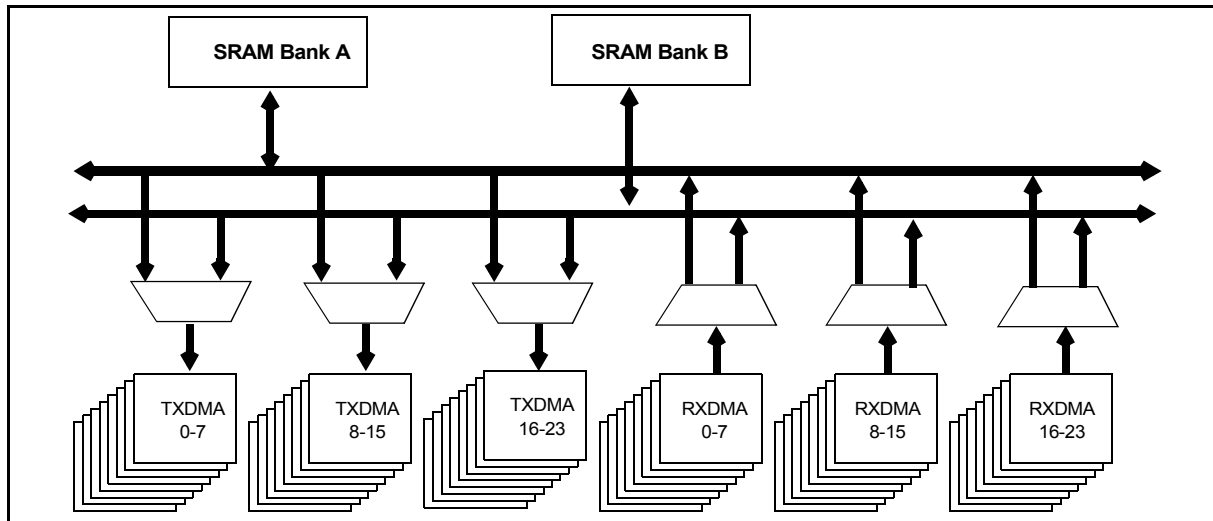 SRAM Bank A
SRAM Bank B
TXDMA
0-7
TXDMA
8-15
TXDMA
16-23
RXDMA
0-7
RXDMA
8-15
RXDMA
16-23